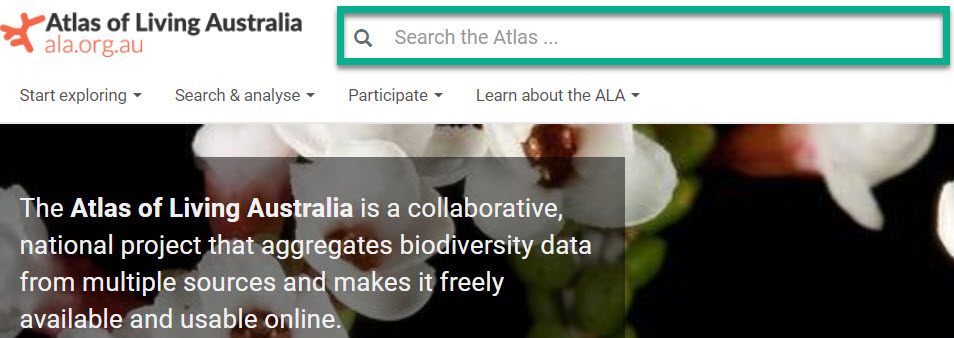 Atlas of Living Australia
ala.org.au
Search the Atlas ...
Start exploring Search & analyse Participate Learn about the ALA
The Atlas of Living Australia is a collaborative,
national project that aggregates biodiversity data
from multiple sources and makes it freely
available and usable online.